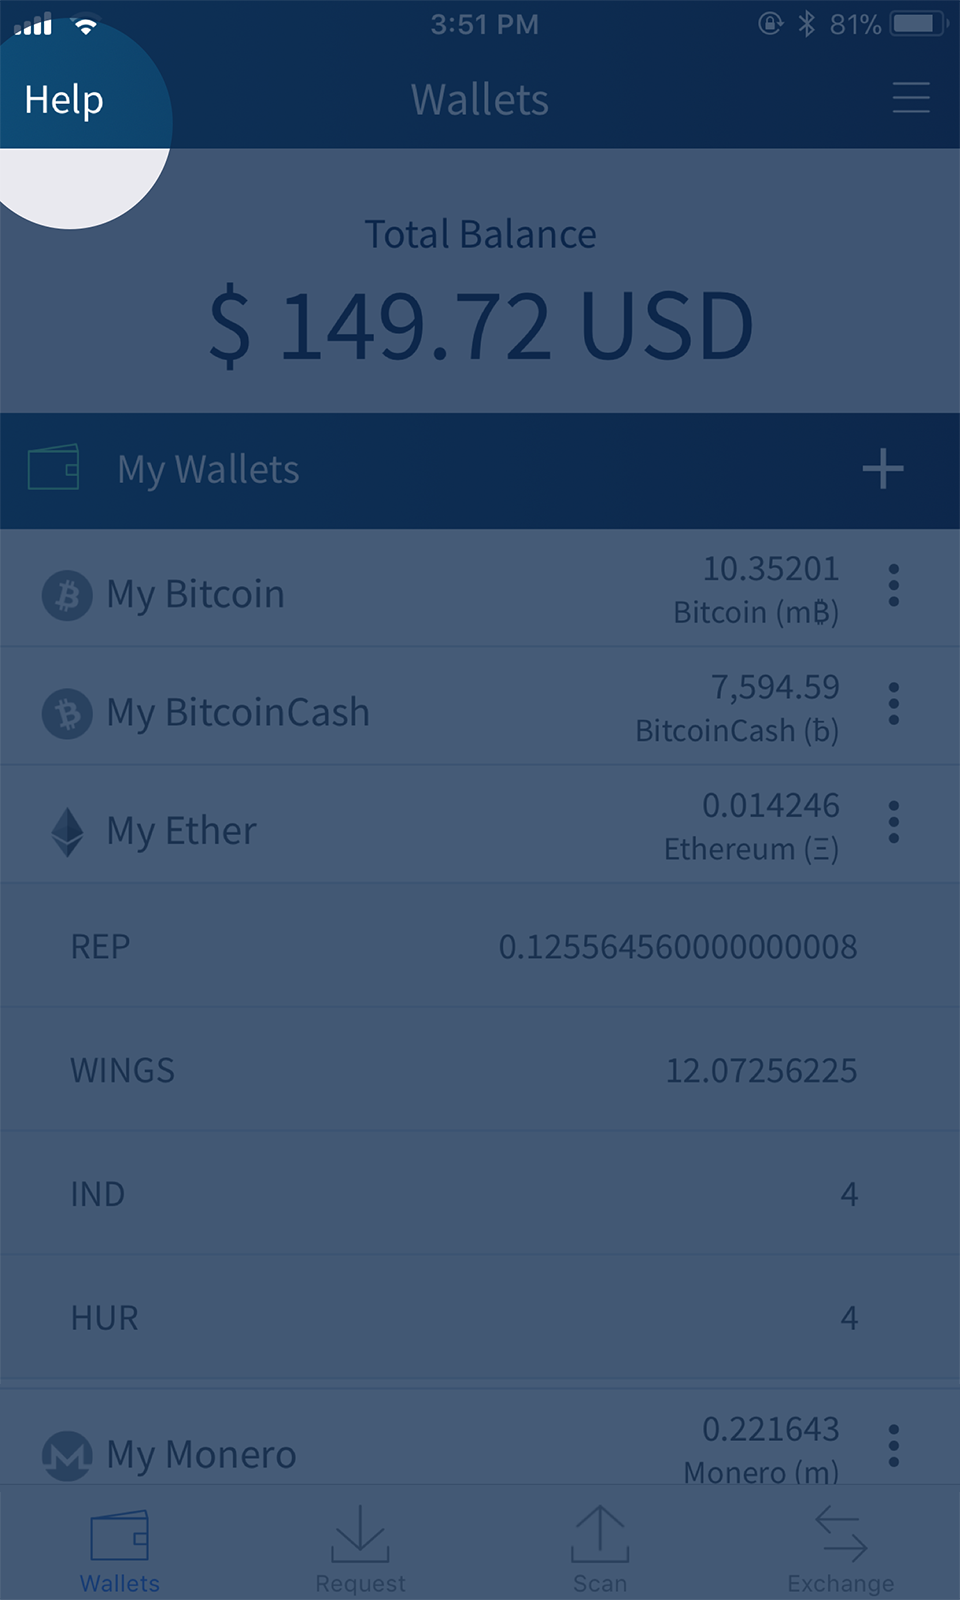 3:51 PM 81%
Help Wallets
Total Balance
$ 149.72 USD
My Wallets
My Bitcoin 10.35201
Bitcoin (m₿)
My BitcoinCash 7,594.59
BitcoinCash (ƀ)
My Ether 0.014246
Ethereum (Ξ)
REP 0.125564560000000008
WINGS 12.07256225
IND 4
HUR 4
My Monero 0.221643
Monero (m)
Wallets Request Scan Exchange